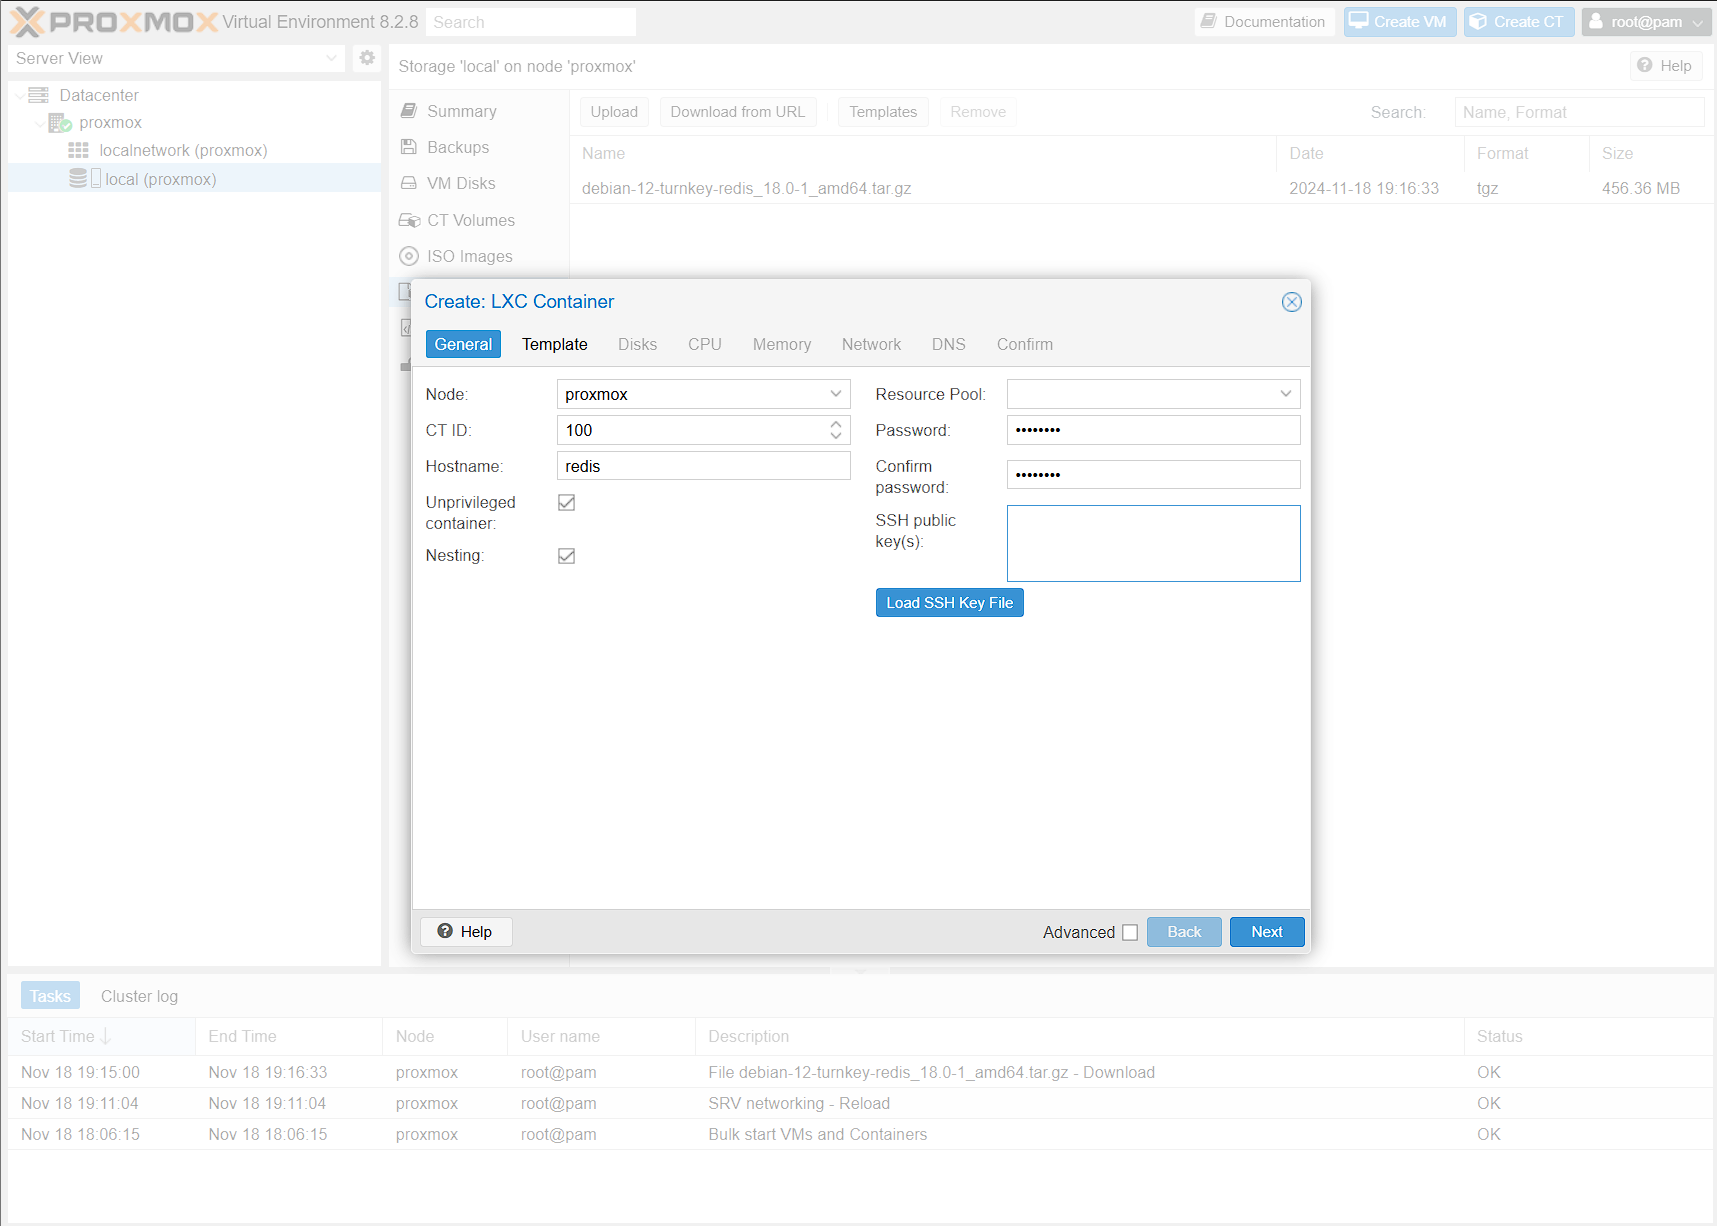 PROXMOX Virtual Environment 8.2.8
Search
Documentation
Create VM
Create CT
root@pam
Server View
Datacenter
proxmox
localnetwork (proxmox)
local (proxmox)
Storage 'local' on node 'proxmox'
Help
Summary
Backups
VM Disks
CT Volumes
ISO Images
Upload
Download from URL
Templates
Remove
Search:
Name, Format
Name
Date
Format
Size
debian-12-turnkey-redis_18.0-1_amd64.tar.gz
2024-11-18 19:16:33
tgz
456.36 MB
Create: LXC Container
General
Template
Disks
CPU
Memory
Network
DNS
Confirm
Node:
proxmox
CT ID:
100
Hostname:
redis
Unprivileged
container:
Nesting:
Resource Pool:
Password:
••••••••
Confirm
password:
••••••••
SSH public
key(s):
Load SSH Key File
Help
Advanced
Back
Next
Tasks
Cluster log
Start Time
End Time
Node
User name
Description
Status
Nov 18 19:15:00
Nov 18 19:16:33
proxmox
root@pam
File debian-12-turnkey-redis_18.0-1_amd64.tar.gz - Download
OK
Nov 18 19:11:04
Nov 18 19:11:04
proxmox
root@pam
SRV networking - Reload
OK
Nov 18 18:06:15
Nov 18 18:06:15
proxmox
root@pam
Bulk start VMs and Containers
OK